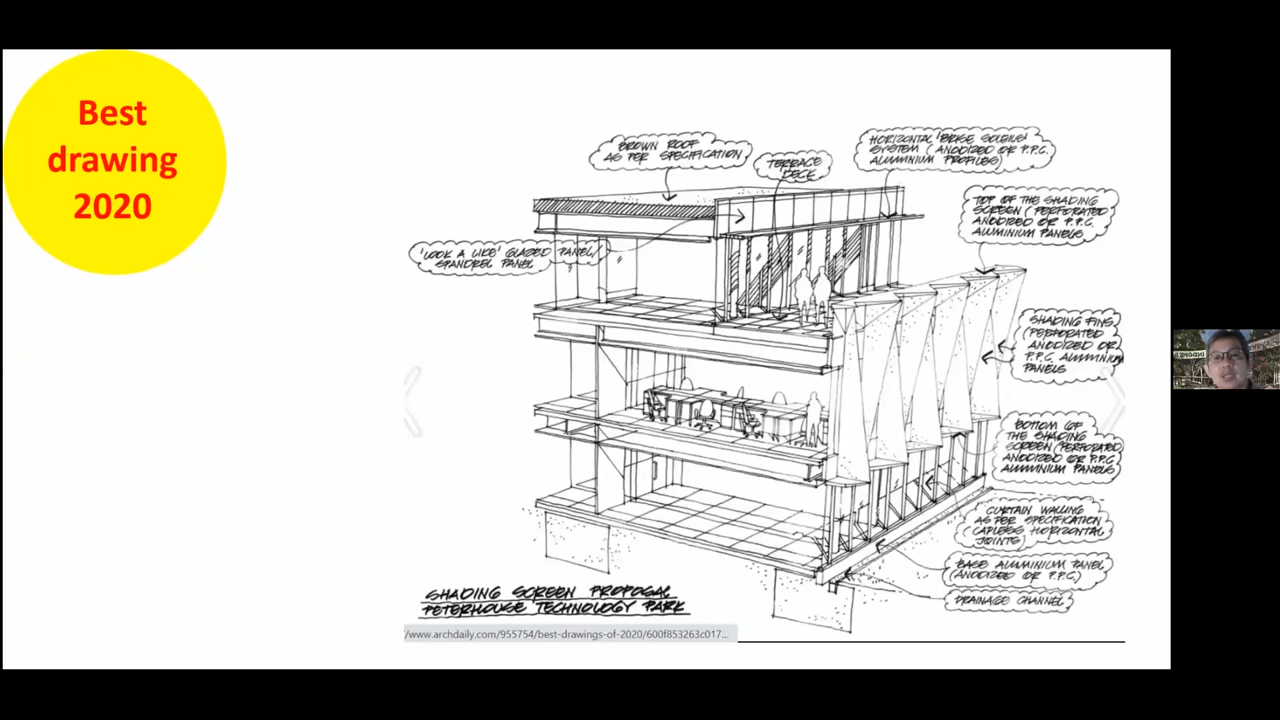 Best
drawing
2020
BROWN ROOF
AS PER SPECIFICATION
TERRACE
DECK
HORIZONTAL 'BRISE SOLEILS'
SYSTEM (ANODIZED OR P.P.C.
ALUMINIUM PROFILES)
TOP OF THE SHADING
SCREEN (PERFORATED
ANODIZED OR P.P.C.
ALUMINIUM PANELS
'LOOK A LIKE' GLAZED PANEL/
SPANDREL PANEL
SHADING FINS
(PERFORATED
ANODIZED OR
P.P.C. ALUMINIUM
PANELS
BOTTOM OF
THE SHADING
SCREEN (PERFORATED
ANODIZED OR P.P.C
ALUMINIUM PANELS
CURTAIN WALLING
AS PER SPECIFICATION
(CAPLESS HORIZONTAL
JOINTS)
BASE ALUMINIUM PANEL
(ANODIZED OR P.P.C)
DRAINAGE CHANNEL
SHADING SCREEN PROPOSAL
PETERHOUSE TECHNOLOGY PARK
/www.archdaily.com/955754/best-drawings-of-2020/600f853263c017...